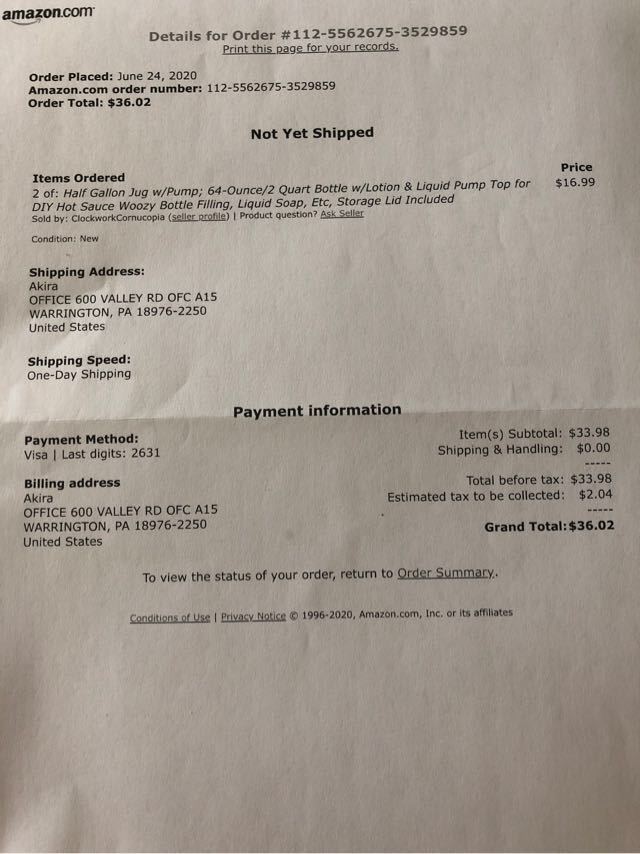 amazon.com
Details for Order #112-5562675-3529859
Print this page for your records.
Order Placed: June 24, 2020
Amazon.com order number: 112-5562675-3529859
Order Total: $36.02
Not Yet Shipped
Items Ordered Price
2 of: Half Gallon Jug w/Pump; 64-Ounce/2 Quart Bottle w/Lotion & Liquid Pump Top for $16.99
DIY Hot Sauce Woozy Bottle Filling, Liquid Soap, Etc, Storage Lid Included
Sold by: ClockworkCornucopia (seller profile) | Product question? Ask Seller
Condition: New
Shipping Address:
Akira
OFFICE 600 VALLEY RD OFC A15
WARRINGTON, PA 18976-2250
United States
Shipping Speed:
One-Day Shipping
Payment information
Payment Method:
Visa | Last digits: 2631
Billing address
Akira
OFFICE 600 VALLEY RD OFC A15
WARRINGTON, PA 18976-2250
United States
Item(s) Subtotal: $33.98
Shipping & Handling: $0.00
-----
Total before tax: $33.98
Estimated tax to be collected: $2.04
-----
Grand Total:$36.02
To view the status of your order, return to Order Summary.
Conditions of Use | Privacy Notice © 1996-2020, Amazon.com, Inc. or its affiliates